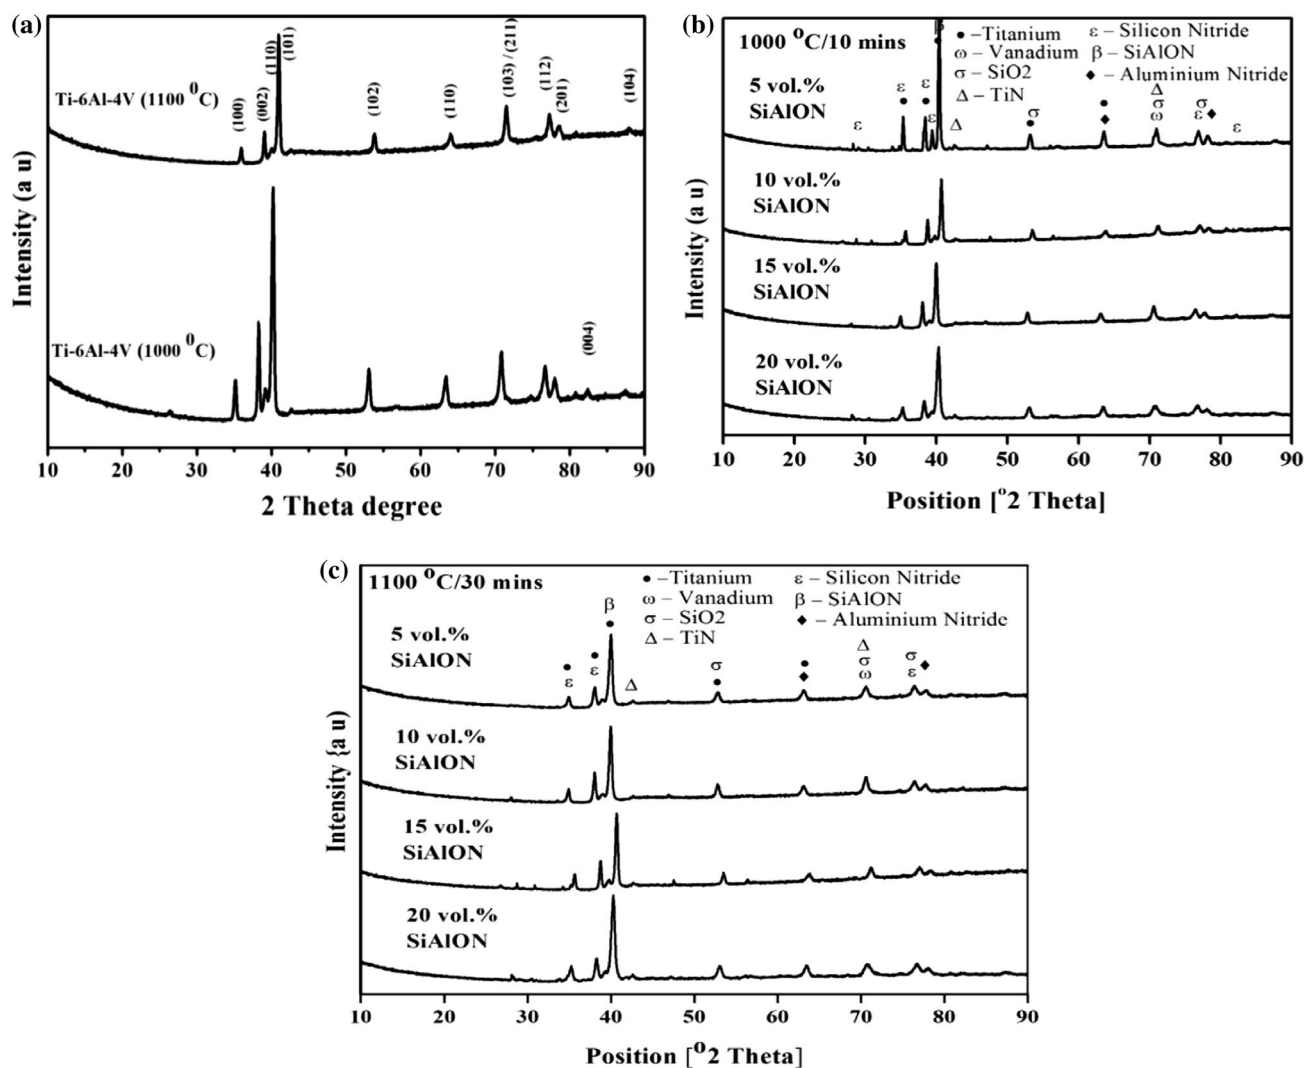 (a)
Intensity (a u)
Ti-6Al-4V (1100 ⁰C)
(100)
(002)
(110)
(101)
(102)
(110)
(103) / (211)
(112)
(201)
(104)
Ti-6Al-4V (1000 ⁰C)
(004)
10 20 30 40 50 60 70 80 90
2 Theta degree
(b)
Intensity (a u)
1000 ⁰C/10 mins
●–Titanium
ω – Vanadium
σ – SiO2
Δ – TiN
ε – Silicon Nitride
β – SiAlON
◆ – Aluminium Nitride
5 vol.%
SiAlON
ε ε ● ε ● ε β ● Δ σ ● ● ◆ Δ σ ω σ ε ◆ ε
10 vol.%
SiAlON
15 vol.%
SiAlON
20 vol.%
SiAlON
10 20 30 40 50 60 70 80 90
Position [⁰2 Theta]
(c)
Intensity {a u)
1100 ⁰C/30 mins
● –Titanium
ω – Vanadium
σ – SiO2
Δ – TiN
ε – Silicon Nitride
β – SiAlON
◆ – Aluminium Nitride
5 vol.%
SiAlON
● ε ● ε β ● Δ σ ● ● ◆ Δ σ ω σ ε ◆
10 vol.%
SiAlON
15 vol.%
SiAlON
20 vol.%
SiAlON
10 20 30 40 50 60 70 80 90
Position [⁰2 Theta]